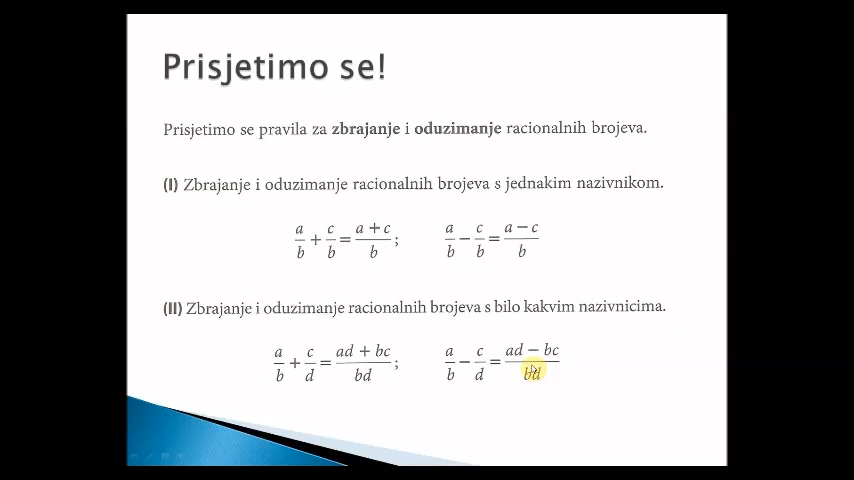 Prisjetimo se!
Prisjetimo se pravila za zbrajanje i oduzimanje racionalnih brojeva.
(I) Zbrajanje i oduzimanje racionalnih brojeva s jednakim nazivnikom.
a/b + c/b = (a + c)/b ; a/b − c/b = (a − c)/b
(II) Zbrajanje i oduzimanje racionalnih brojeva s bilo kakvim nazivnicima.
a/b + c/d = (ad + bc)/bd ; a/b − c/d = (ad − bc)/bd